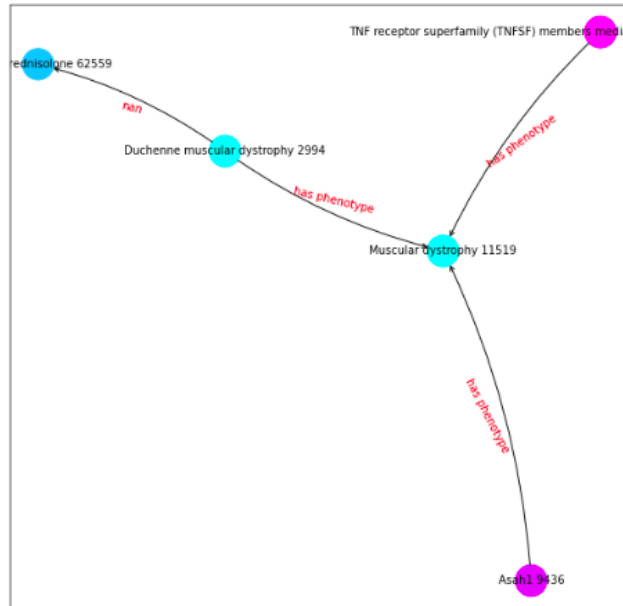 TNF receptor superfamily (TNFSF) members medi
rednisolone 62559
nan
Duchenne muscular dystrophy 2994
has phenotype
has phenotype
Muscular dystrophy 11519
has phenotype
Asah1 9436